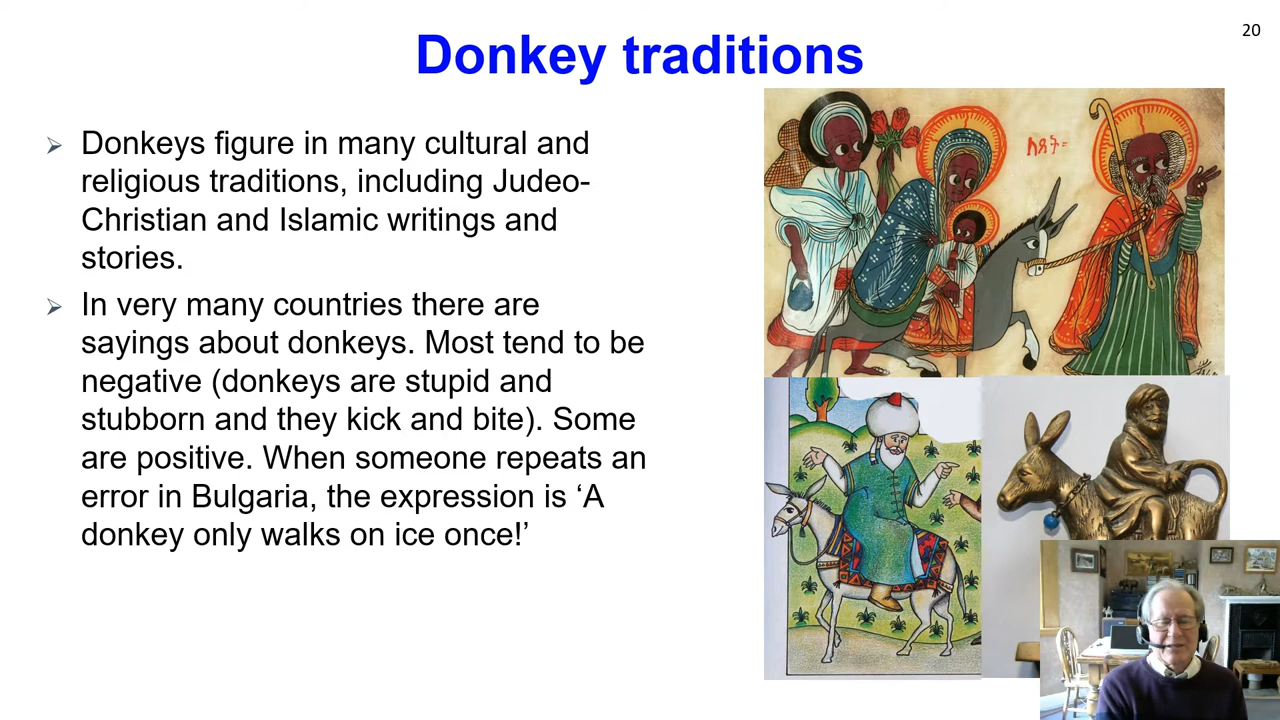 20
Donkey traditions
Donkeys figure in many cultural and
religious traditions, including Judeo-
Christian and Islamic writings and
stories.
In very many countries there are
sayings about donkeys. Most tend to be
negative (donkeys are stupid and
stubborn and they kick and bite). Some
are positive. When someone repeats an
error in Bulgaria, the expression is ‘A
donkey only walks on ice once!’